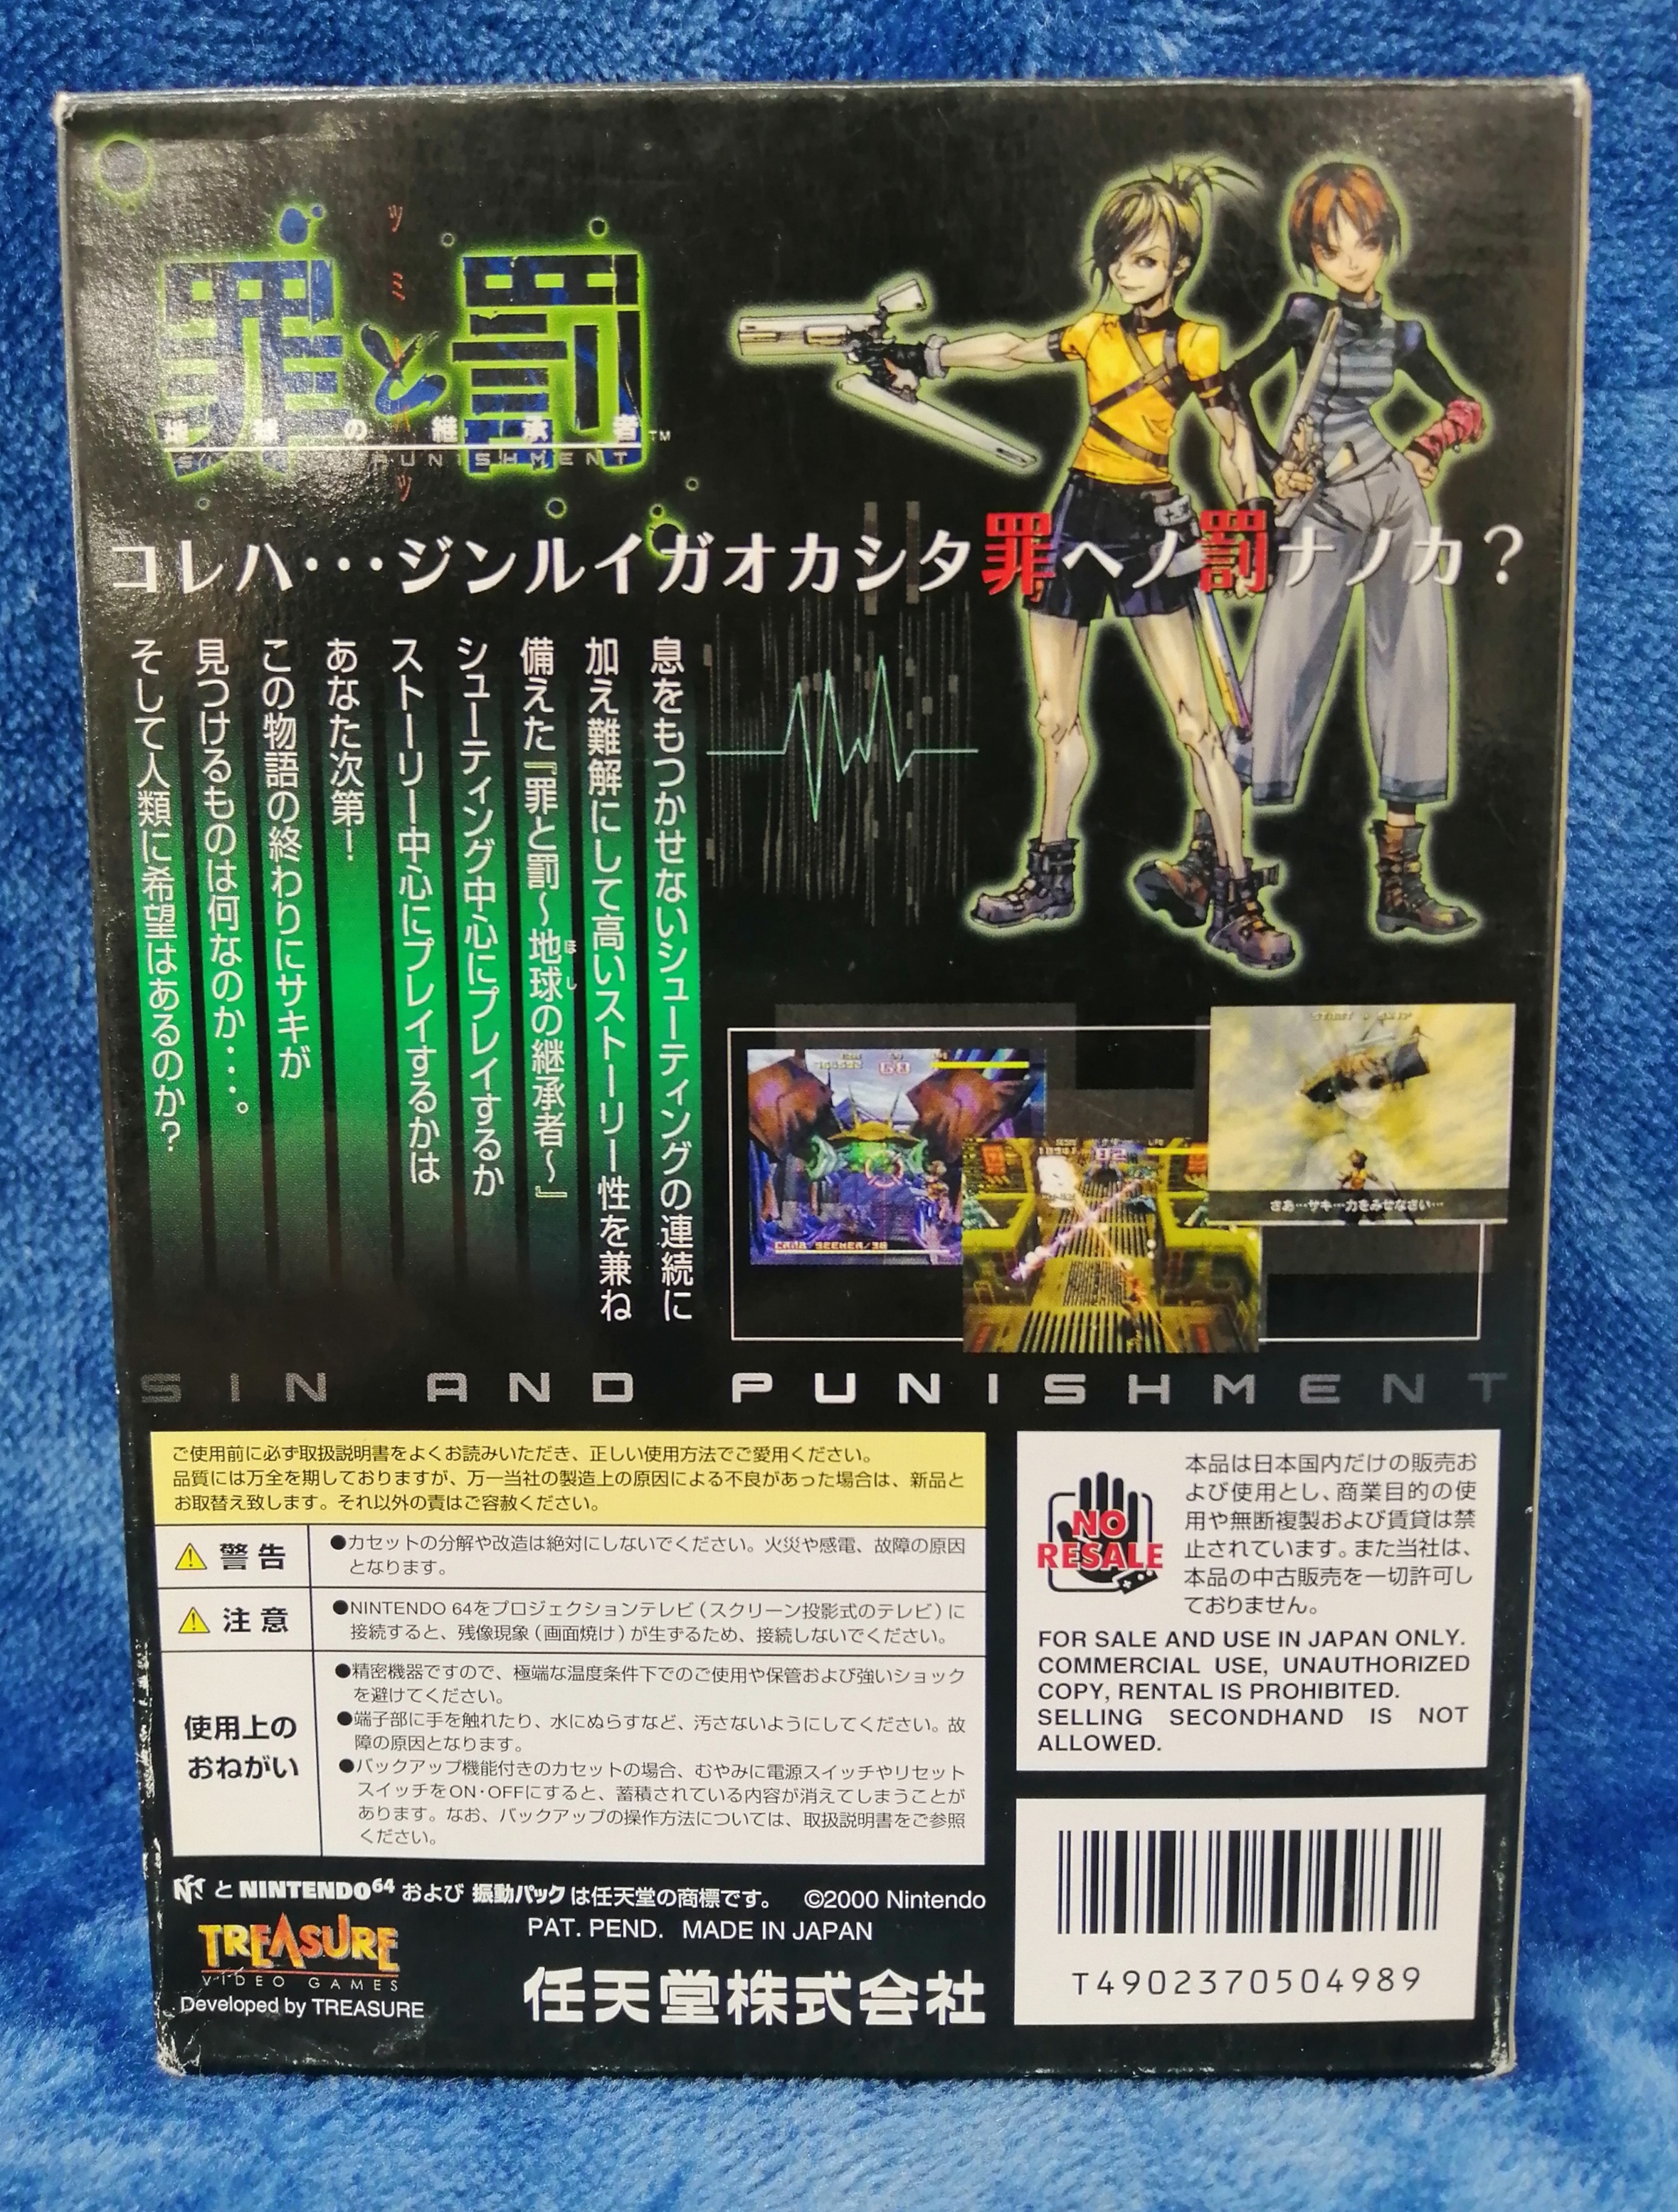 ツミトバツ
罪と罰
地球の継承者™
SIN AND PUNISHMENT
コレハ・・・ジンルイガオカシタ罪ヘノ罰ナノカ？
息をもつかせないシューティングの連続に
加え難解にして高いストーリー性を兼ね
備えた『罪と罰～地球の継承者～』
ほし
シューティング中心にプレイするか
ストーリー中心にプレイするかは
あなた次第！
この物語の終わりにサキが
見つけるものは何なのか・・・。
そして人類に希望はあるのか？
さあ…サキ…力をみせなさい…
SIN AND PUNISHMENT
ご使用前に必ず取扱説明書をよくお読みいただき、正しい使用方法でご愛用ください。
品質には万全を期しておりますが、万一当社の製造上の原因による不良があった場合は、新品と
お取替え致します。それ以外の責はご容赦ください。
警告
●カセットの分解や改造は絶対にしないでください。火災や感電、故障の原因
となります。
注意
●NINTENDO 64をプロジェクションテレビ（スクリーン投影式のテレビ）に
接続すると、残像現象（画面焼け）が生ずるため、接続しないでください。
使用上の
おねがい
●精密機器ですので、極端な温度条件下でのご使用や保管および強いショック
を避けてください。
●端子部に手を触れたり、水にぬらすなど、汚さないようにしてください。故
障の原因となります。
●バックアップ機能付きのカセットの場合、むやみに電源スイッチやリセット
スイッチをON・OFFにすると、蓄積されている内容が消えてしまうことが
あります。なお、バックアップの操作方法については、取扱説明書をご参照
ください。
NO
RESALE
本品は日本国内だけの販売お
よび使用とし、商業目的の使
用や無断複製および賃貸は禁
止されています。また当社は、
本品の中古販売を一切許可し
ておりません。
FOR SALE AND USE IN JAPAN ONLY.
COMMERCIAL USE, UNAUTHORIZED
COPY, RENTAL IS PROHIBITED.
SELLING SECONDHAND IS NOT
ALLOWED.
と NINTENDO64 および 振動パック は任天堂の商標です。 ©2000 Nintendo
PAT. PEND. MADE IN JAPAN
TREASURE
VIDEO GAMES
Developed by TREASURE
任天堂株式会社
T4902370504989